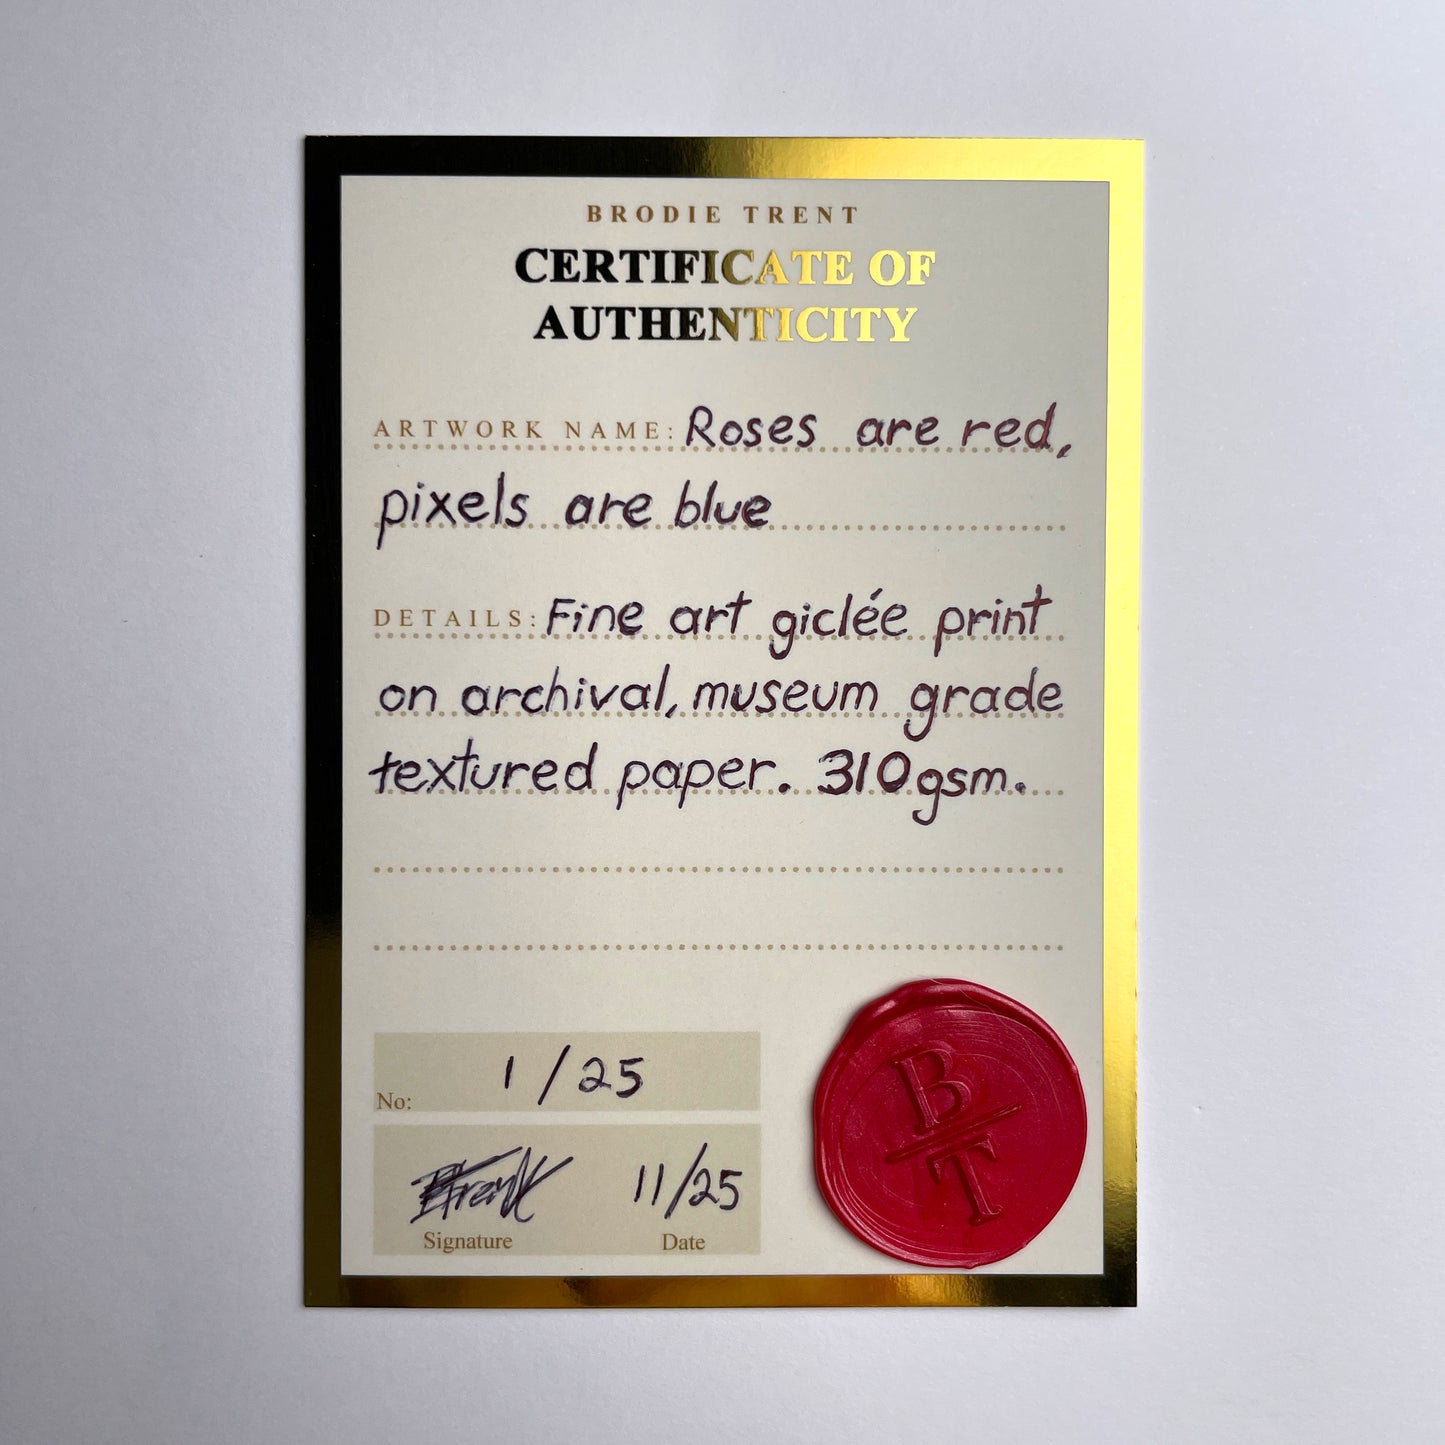 BRODIE TRENT
CERTIFICATE OF
AUTHENTICITY
ARTWORK NAME: Roses are red,
pixels are blue
DETAILS: Fine art giclée print
on archival, museum grade
textured paper. 310gsm.
No: 1/25
BTrent 11/25
Signature Date
B
T